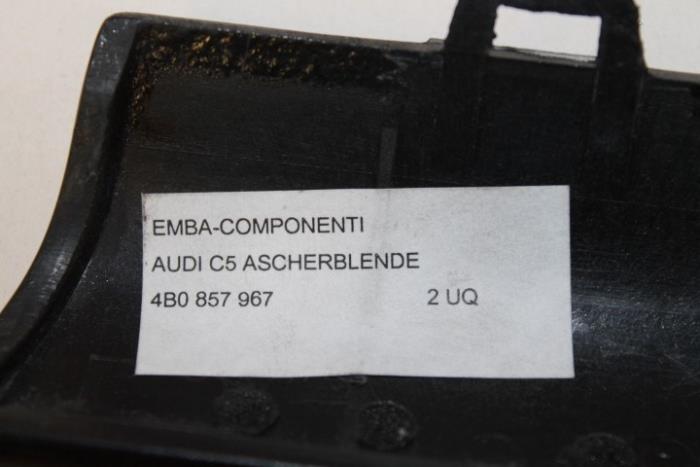 EMBA-COMPONENTI
AUDI C5 ASCHERBLENDE
4B0 857 967 2 UQ